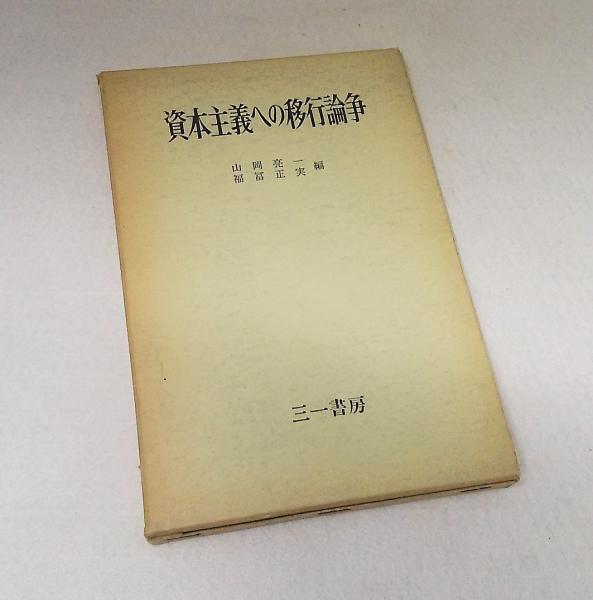 資本主義への移行論争
山岡亮一
福冨正実 編
三一書房